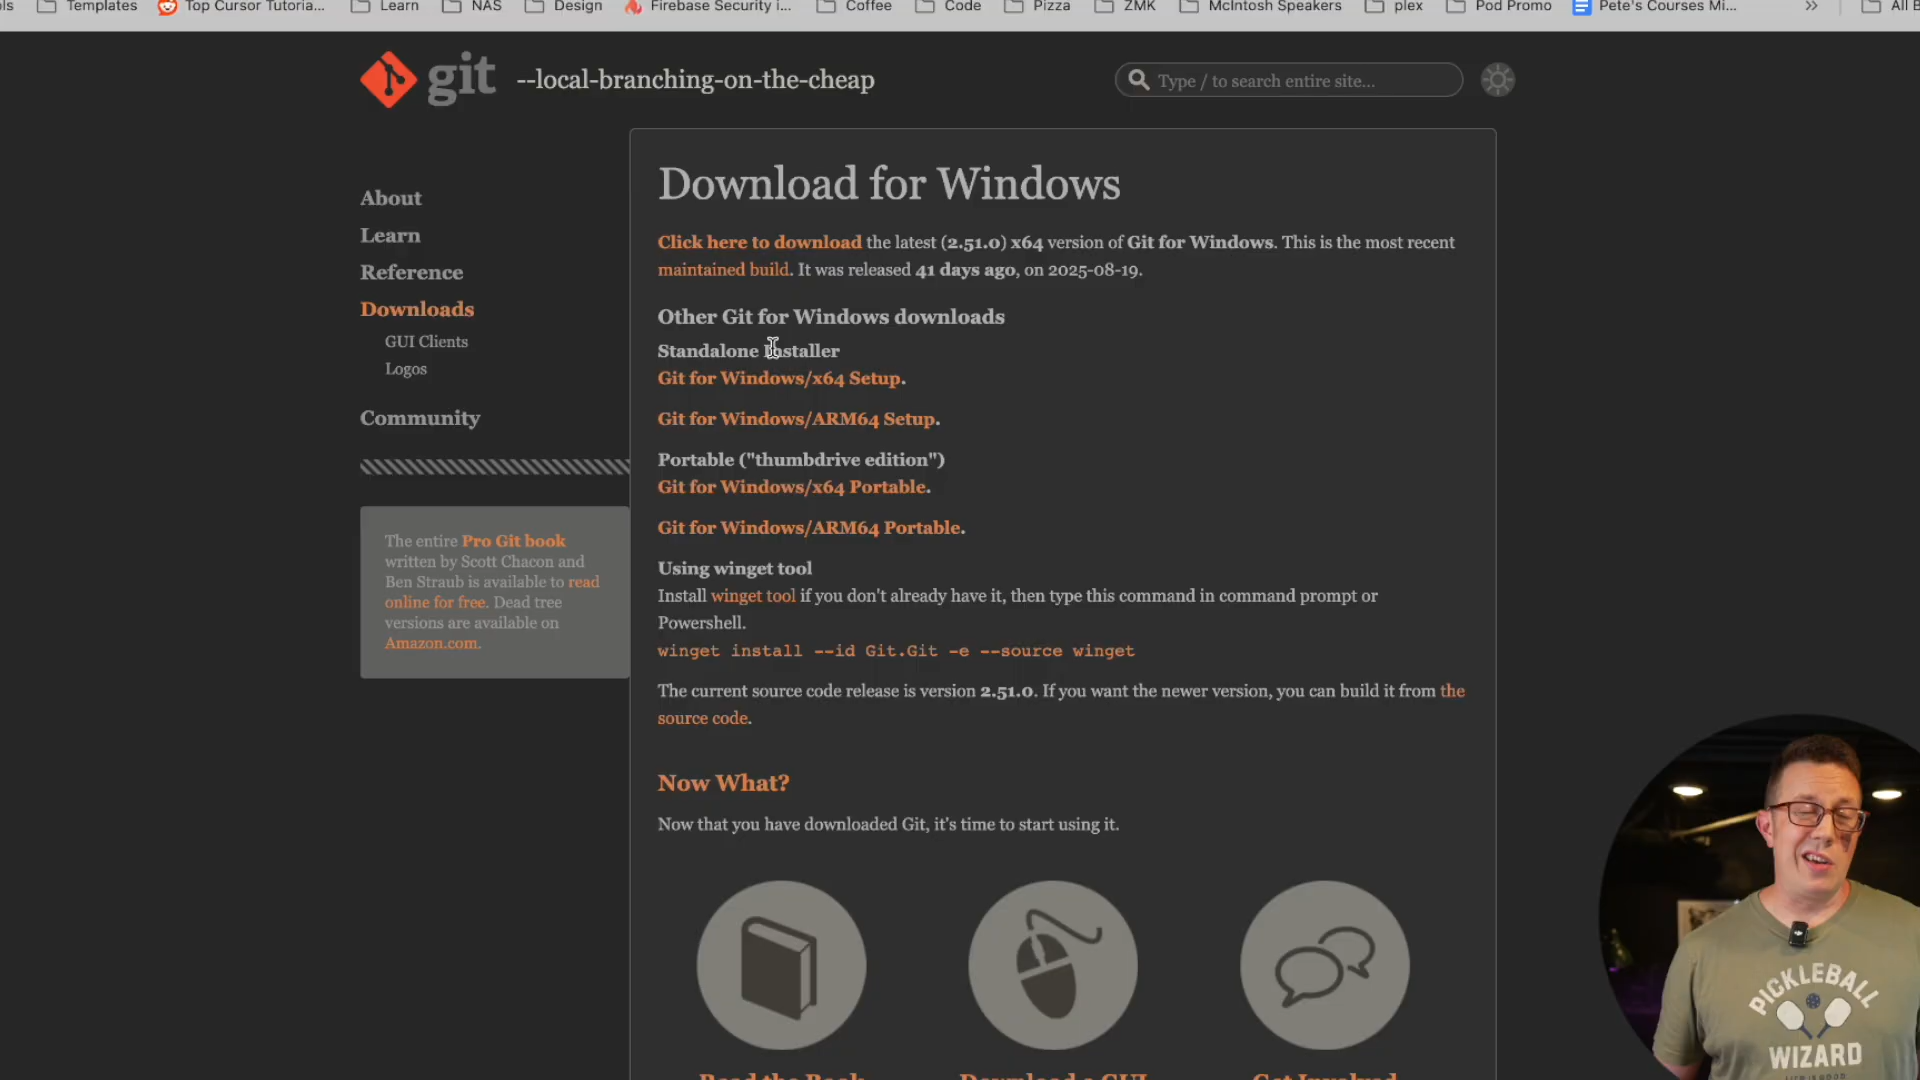 Templates
Top Cursor Tutoria...
Learn
NAS
Design
Firebase Security i...
Coffee
Code
Pizza
ZMK
McIntosh Speakers
plex
Pod Promo
Pete's Courses Mi...
»
git --local-branching-on-the-cheap
Type / to search entire site...
About
Learn
Reference
Downloads
GUI Clients
Logos
Community
The entire Pro Git book
written by Scott Chacon and
Ben Straub is available to read
online for free. Dead tree
versions are available on
Amazon.com.
Download for Windows
Click here to download the latest (2.51.0) x64 version of Git for Windows. This is the most recent
maintained build. It was released 41 days ago, on 2025-08-19.
Other Git for Windows downloads
Standalone Installer
Git for Windows/x64 Setup.
Git for Windows/ARM64 Setup.
Portable ("thumbdrive edition")
Git for Windows/x64 Portable.
Git for Windows/ARM64 Portable.
Using winget tool
Install winget tool if you don't already have it, then type this command in command prompt or
Powershell.
winget install --id Git.Git -e --source winget
The current source code release is version 2.51.0. If you want the newer version, you can build it from the
source code.
Now What?
Now that you have downloaded Git, it's time to start using it.
Read the Book
Download a GUI
Get Involved
PICKLEBALL
WIZARD